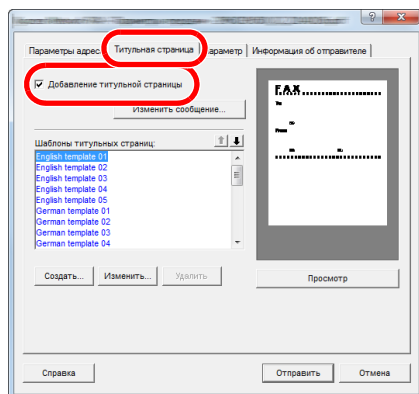 Параметры адрес
Титульная страница
араметр
Информация об отправителе
Добавление титульной страницы
Изменить сообщение...
Шаблоны титульных страниц:
English template 01
English template 02
English template 03
English template 04
English template 05
German template 01
German template 02
German template 03
German template 04
FAX
To
From
Создать...
Изменить...
Удалить
Просмотр
Справка
Отправить
Отмена